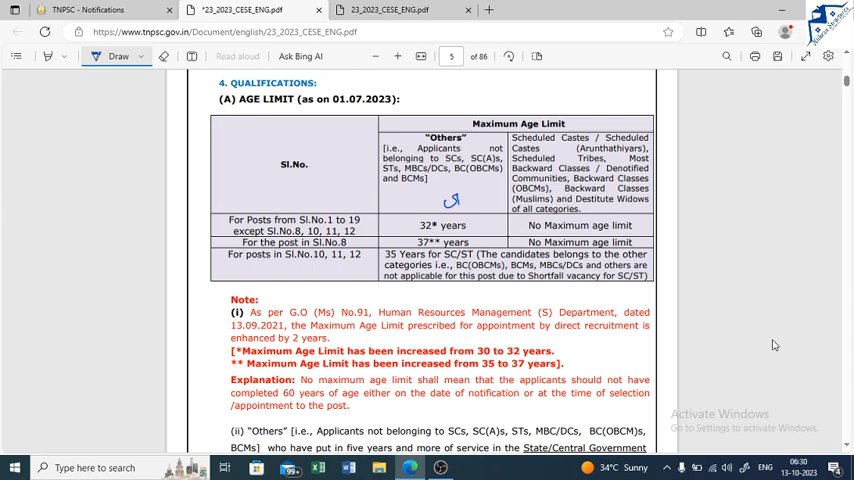 TNPSC - Notifications
*23_2023_CESE_ENG.pdf
23_2023_CESE_ENG.pdf
https://www.tnpsc.gov.in/Document/english/23_2023_CESE_ENG.pdf
Draw
Read aloud
Ask Bing AI
5 of 86
4. QUALIFICATIONS:
(A) AGE LIMIT (as on 01.07.2023):
Sl.No.
Maximum Age Limit
"Others"
[i.e., Applicants not
belonging to SCs, SC(A)s,
STs, MBCs/DCs, BC(OBCMs)
and BCMs]
Scheduled Castes / Scheduled
Castes (Arunthathiyars),
Scheduled Tribes, Most
Backward Classes / Denotified
Communities, Backward Classes
(OBCMs), Backward Classes
(Muslims) and Destitute Widows
of all categories.
For Posts from Sl.No.1 to 19
except Sl.No.8, 10, 11, 12
32* years
No Maximum age limit
For the post in Sl.No.8
37** years
No Maximum age limit
For posts in Sl.No.10, 11, 12
35 Years for SC/ST (The candidates belongs to the other
categories i.e., BC(OBCMs), BCMs, MBCs/DCs and others are
not applicable for this post due to Shortfall vacancy for SC/ST)
Note:
(i) As per G.O (Ms) No.91, Human Resources Management (S) Department, dated
13.09.2021, the Maximum Age Limit prescribed for appointment by direct recruitment is
enhanced by 2 years.
[*Maximum Age Limit has been increased from 30 to 32 years.
** Maximum Age Limit has been increased from 35 to 37 years].
Explanation: No maximum age limit shall mean that the applicants should not have
completed 60 years of age either on the date of notification or at the time of selection
/appointment to the post.
(ii) "Others" [i.e., Applicants not belonging to SCs, SC(A)s, STs, MBC/DCs, BC(OBCM)s,
BCMs] who have put in five years and more of service in the State/Central Government
Activate Windows
Go to Settings to activate Windows.
Type here to search
99+
34°C Sunny
ENG
06:30
13-10-2023
4